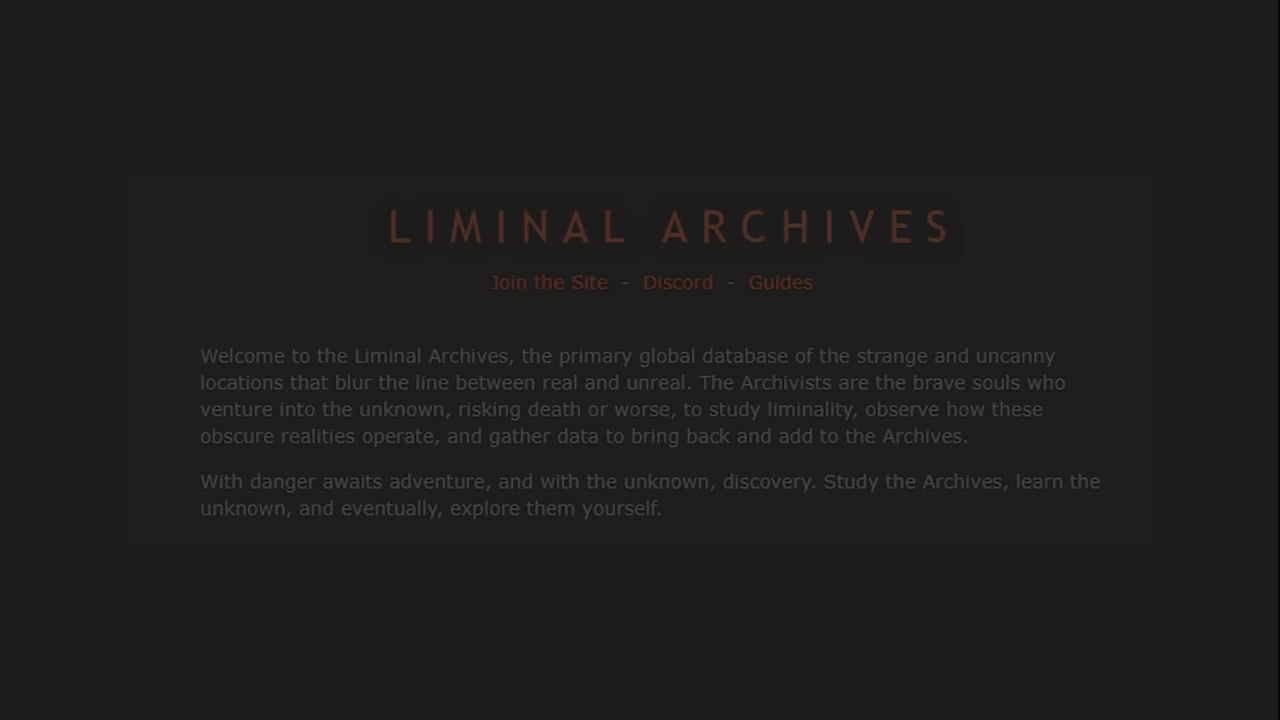 LIMINAL ARCHIVES
Join the Site - Discord - Guides
Welcome to the Liminal Archives, the primary global database of the strange and uncanny
locations that blur the line between real and unreal. The Archivists are the brave souls who
venture into the unknown, risking death or worse, to study liminality, observe how these
obscure realities operate, and gather data to bring back and add to the Archives.
With danger awaits adventure, and with the unknown, discovery. Study the Archives, learn the
unknown, and eventually, explore them yourself.